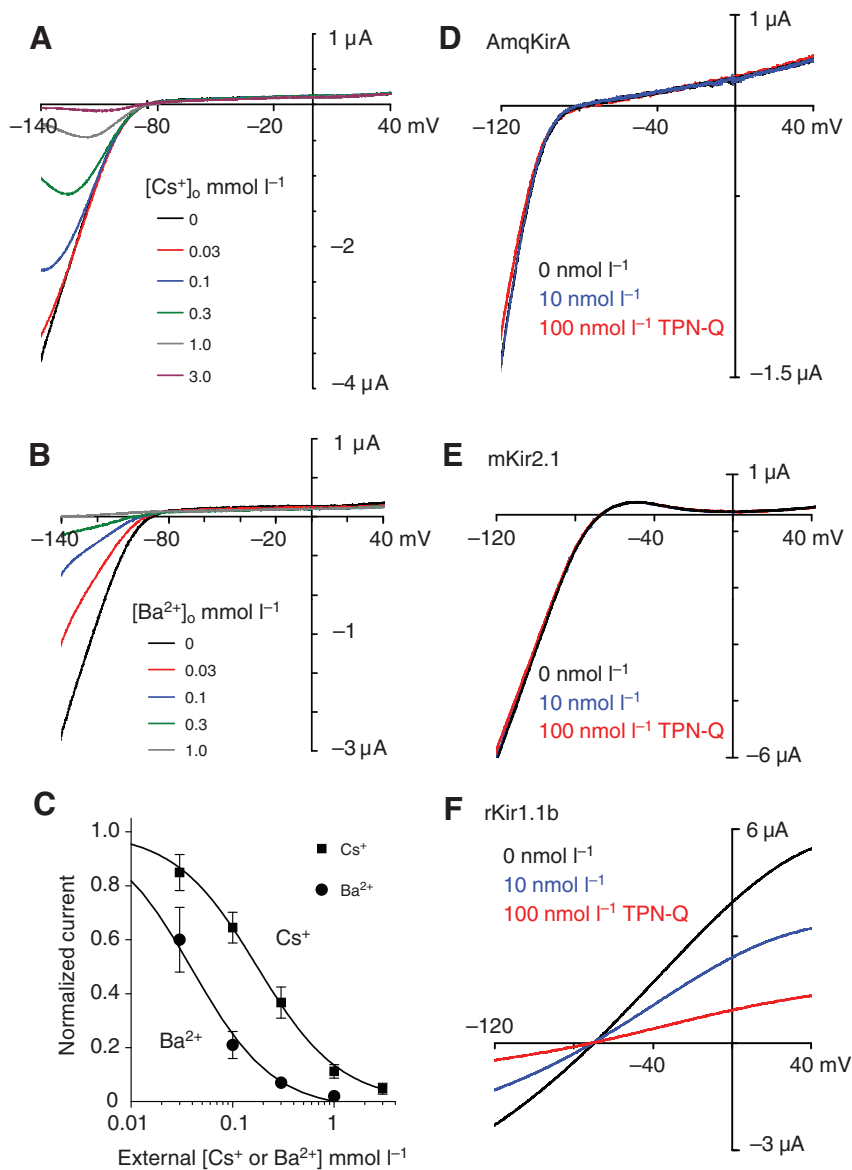 A
1 µA
−140
−80
−20
40 mV
[Cs⁺]ₒ mmol l⁻¹
0
0.03
0.1
0.3
1.0
3.0
−2
−4 µA
B
1 µA
−140
−80
−20
40 mV
[Ba²⁺]ₒ mmol l⁻¹
0
0.03
0.1
0.3
1.0
−1
−3 µA
C
Normalized current
1.0
0.8
0.6
0.4
0.2
0
0.01
0.1
1
Cs⁺
Ba²⁺
Cs⁺
Ba²⁺
External [Cs⁺ or Ba²⁺] mmol l⁻¹
D
AmqKirA
1 µA
−120
−40
40 mV
0 nmol l⁻¹
10 nmol l⁻¹
100 nmol l⁻¹ TPN-Q
−1.5 µA
E
mKir2.1
1 µA
−120
−40
40 mV
0 nmol l⁻¹
10 nmol l⁻¹
100 nmol l⁻¹ TPN-Q
−6 µA
F
rKir1.1b
6 µA
0 nmol l⁻¹
10 nmol l⁻¹
100 nmol l⁻¹ TPN-Q
−120
−40
40 mV
−3 µA